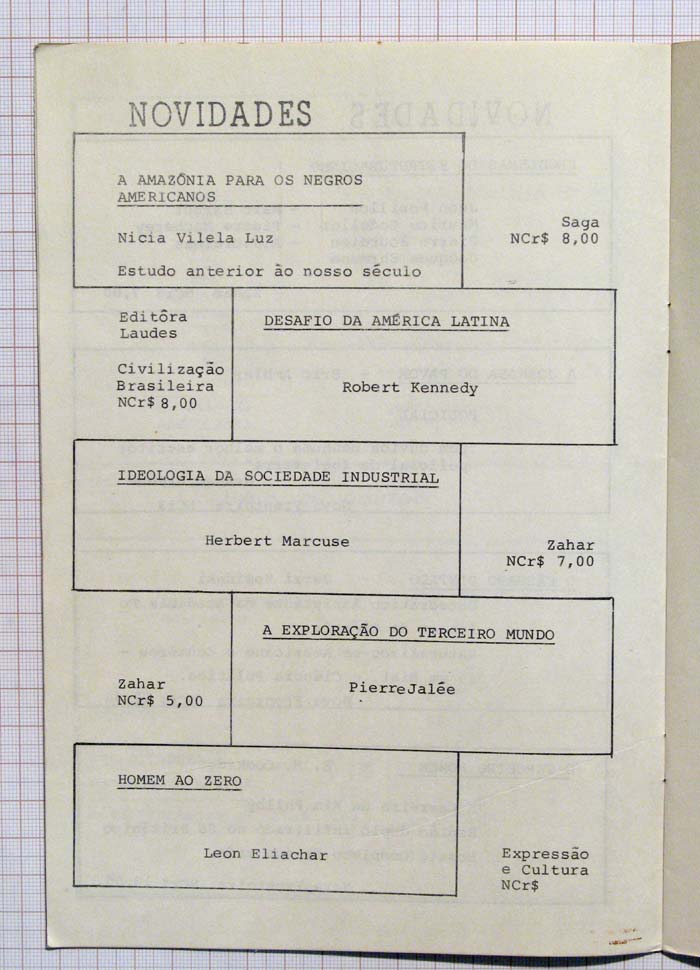 NOVIDADES
A AMAZÔNIA PARA OS NEGROS
AMERICANOS
Nicia Vilela Luz
Estudo anterior ào nosso século
Saga
NCr$ 8,00
Editôra
Laudes
Civilização
Brasileira
NCr$ 8,00
DESAFIO DA AMÉRICA LATINA
Robert Kennedy
IDEOLOGIA DA SOCIEDADE INDUSTRIAL
Herbert Marcuse
Zahar
NCr$ 7,00
A EXPLORAÇÃO DO TERCEIRO MUNDO
PierreJalée
Zahar
NCr$ 5,00
HOMEM AO ZERO
Leon Eliachar
Expressão
e Cultura
NCr$